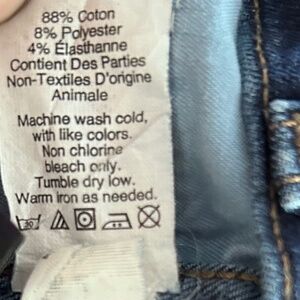 88% Coton
8% Polyester
4% Élasthanne
Contient Des Parties
Non-Textiles D'origine
Animale
Machine wash cold,
with like colors.
Non chlorine
bleach only.
Tumble dry low.
Warm iron as needed.
30